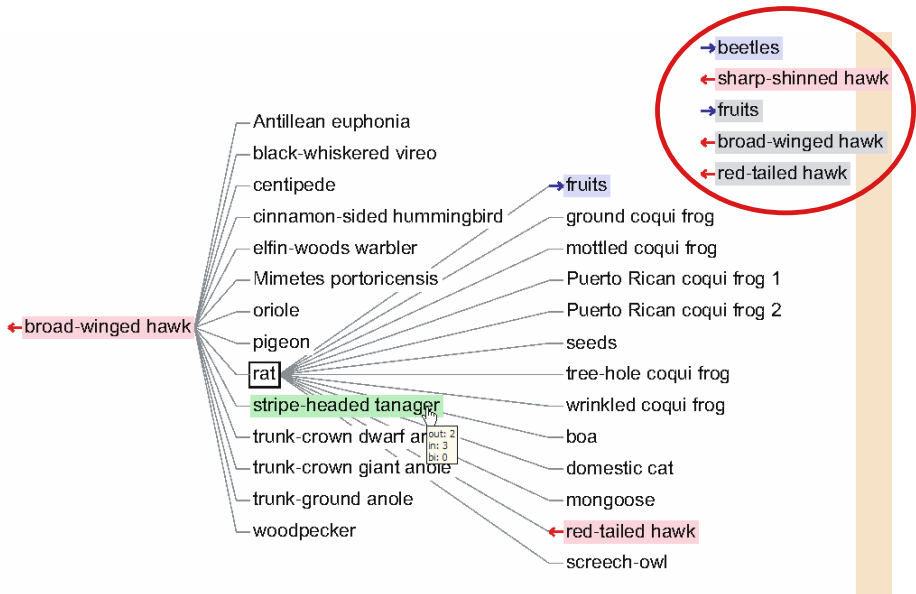 broad-winged hawk
Antillean euphonia
black-whiskered vireo
centipede
cinnamon-sided hummingbird
elfin-woods warbler
Mimetes portoricensis
oriole
pigeon
rat
stripe-headed tanager
out: 2
in: 3
bi: 0
trunk-crown dwarf an
trunk-crown giant anole
trunk-ground anole
woodpecker
fruits
ground coqui frog
mottled coqui frog
Puerto Rican coqui frog 1
Puerto Rican coqui frog 2
seeds
tree-hole coqui frog
wrinkled coqui frog
boa
domestic cat
mongoose
red-tailed hawk
screech-owl
beetles
sharp-shinned hawk
fruits
broad-winged hawk
red-tailed hawk